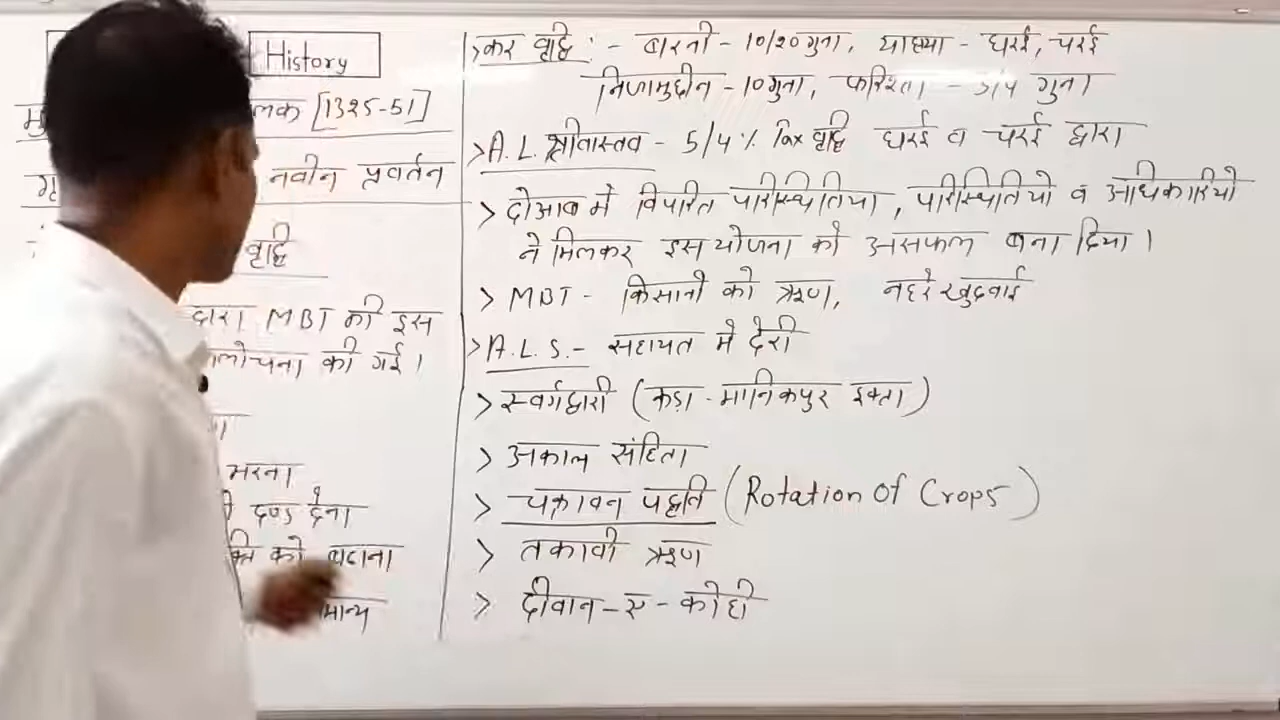 History
लक [1325-51]
नवीन प्रवर्तन
वृद्धि
द्वारा MBT की इस
लोचना की गई।
मरना
दण्ड देना
को घटाना
मान्य
>कर वृद्धि :- बारनी - 10/20 गुना, याहया - घरई, चरई
निजामुद्दीन - 10 गुना, फरिश्ता - 3/4 गुना
>A. L. श्रीवास्तव - 5/4 % Tax वृद्धि घरई व चरई द्वारा
> दोआब में विपरित परिस्थितिया, परिस्थितियो व अधिकारियो
ने मिलकर इस योजना को असफल बना दिया।
> MBT - किसानो को ऋण, नहरे खुदवाई
>A. L. S. - सहायत मे देरी
> स्वर्गद्वारी (कड़ा - मानिकपुर इक्ता)
> अकाल संहिता
> चक्रावन पद्धति (Rotation Of Crops)
> तकावी ऋण
> दीवान-ए-कोही